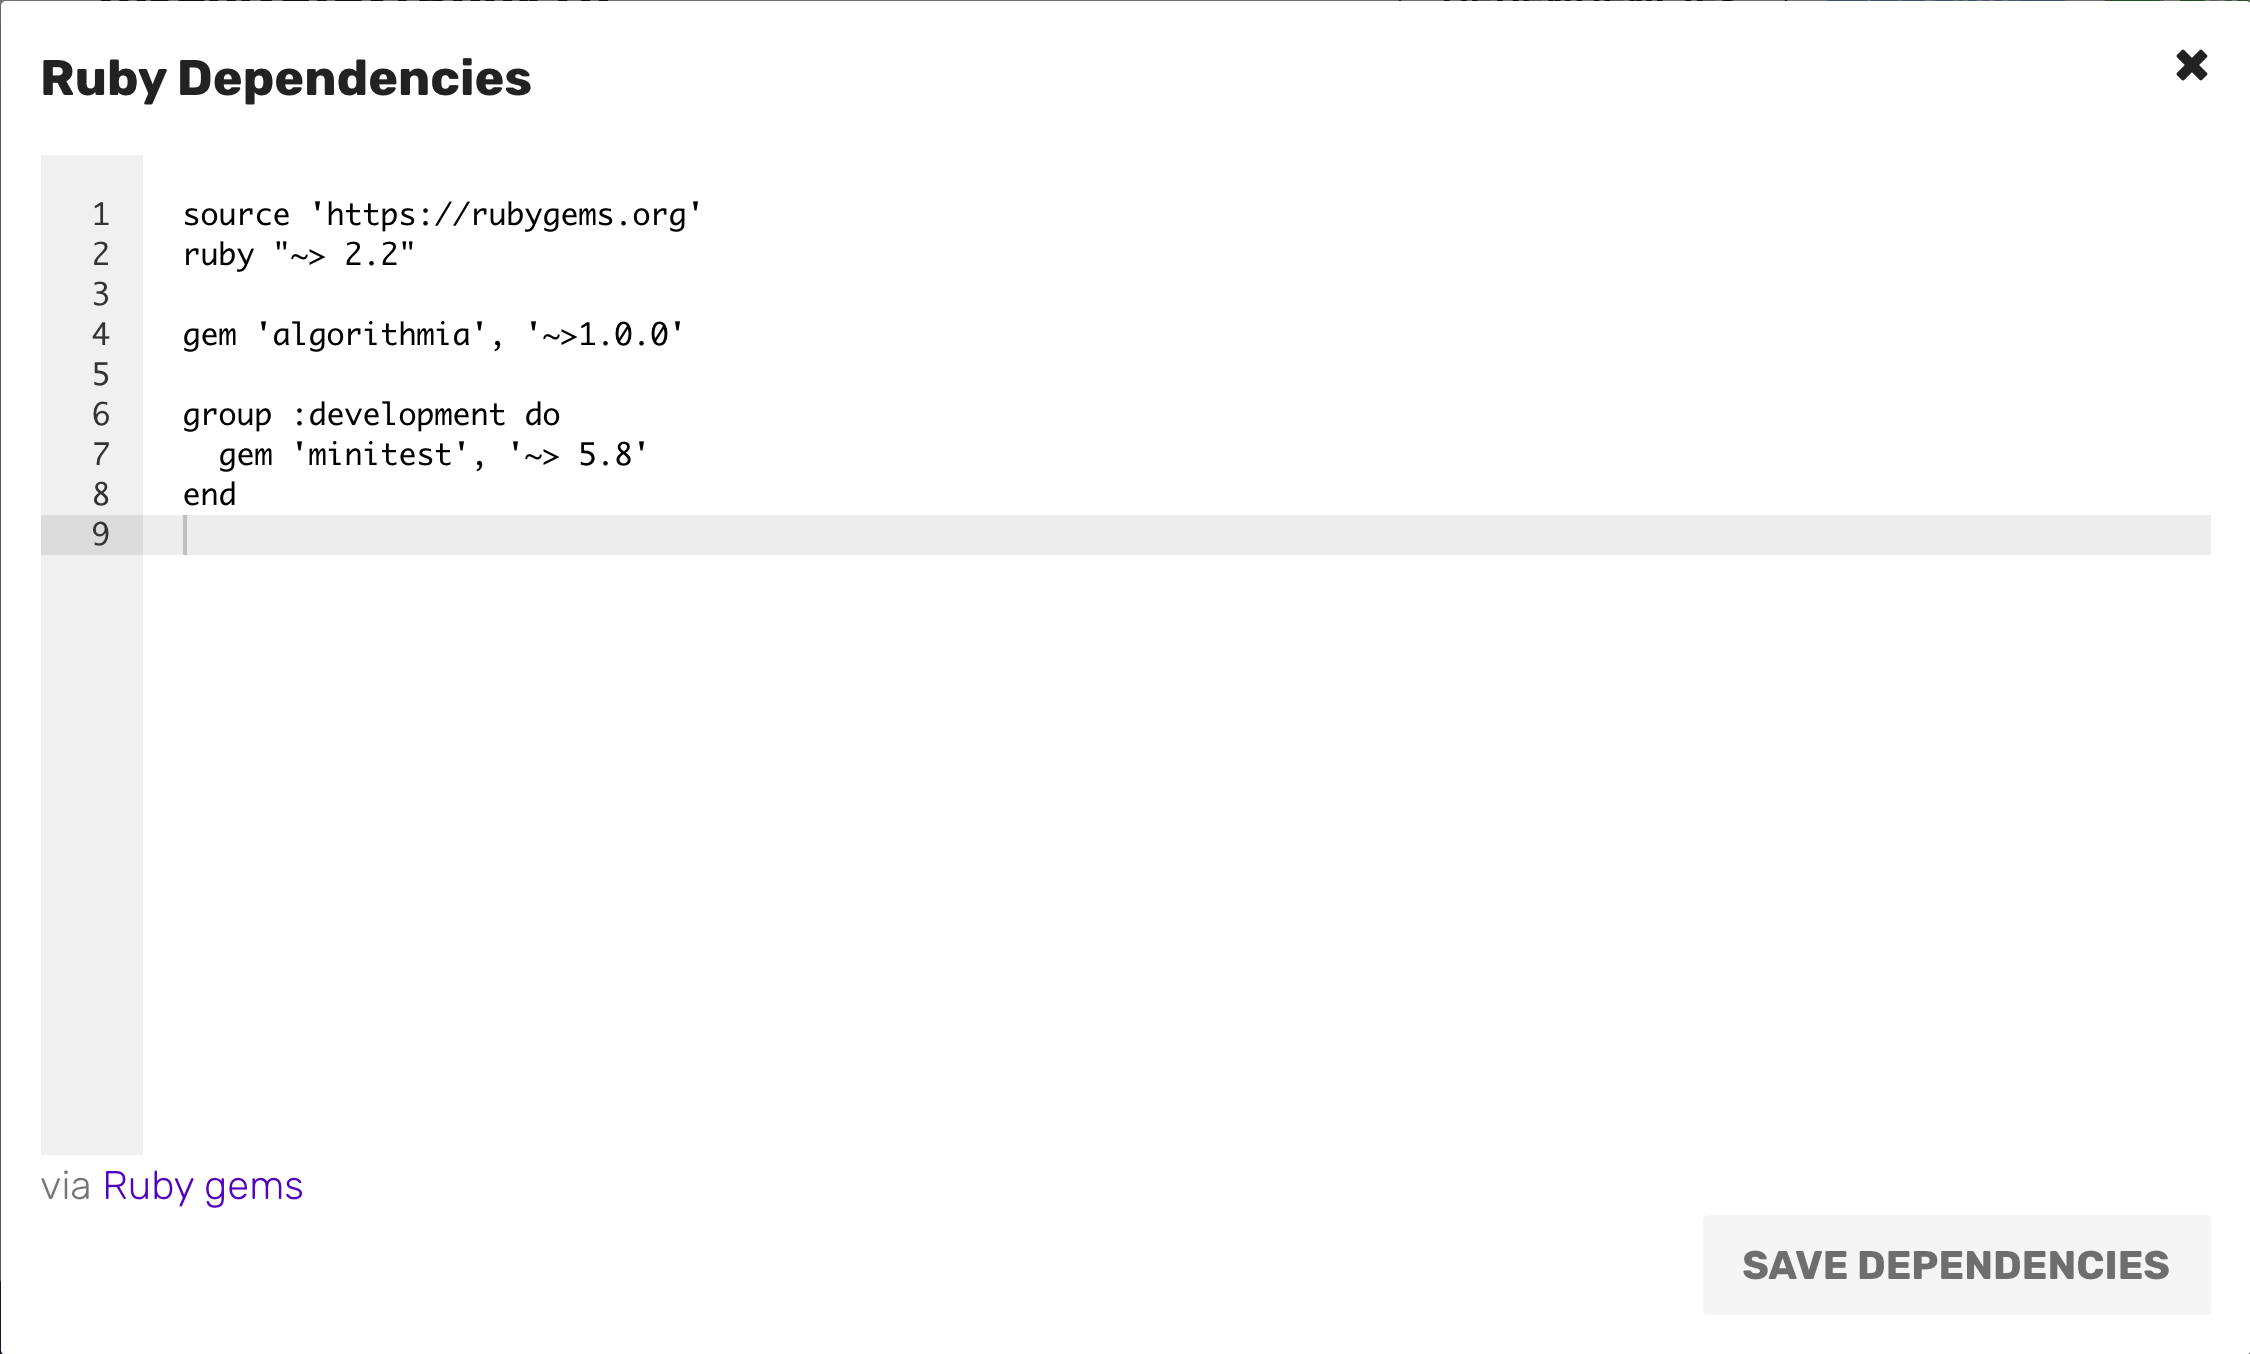 Ruby Dependencies
✖
1 source 'https://rubygems.org'
2 ruby "~> 2.2"
3
4 gem 'algorithmia', '~>1.0.0'
5
6 group :development do
7   gem 'minitest', '~> 5.8'
8 end
9
via Ruby gems
SAVE DEPENDENCIES